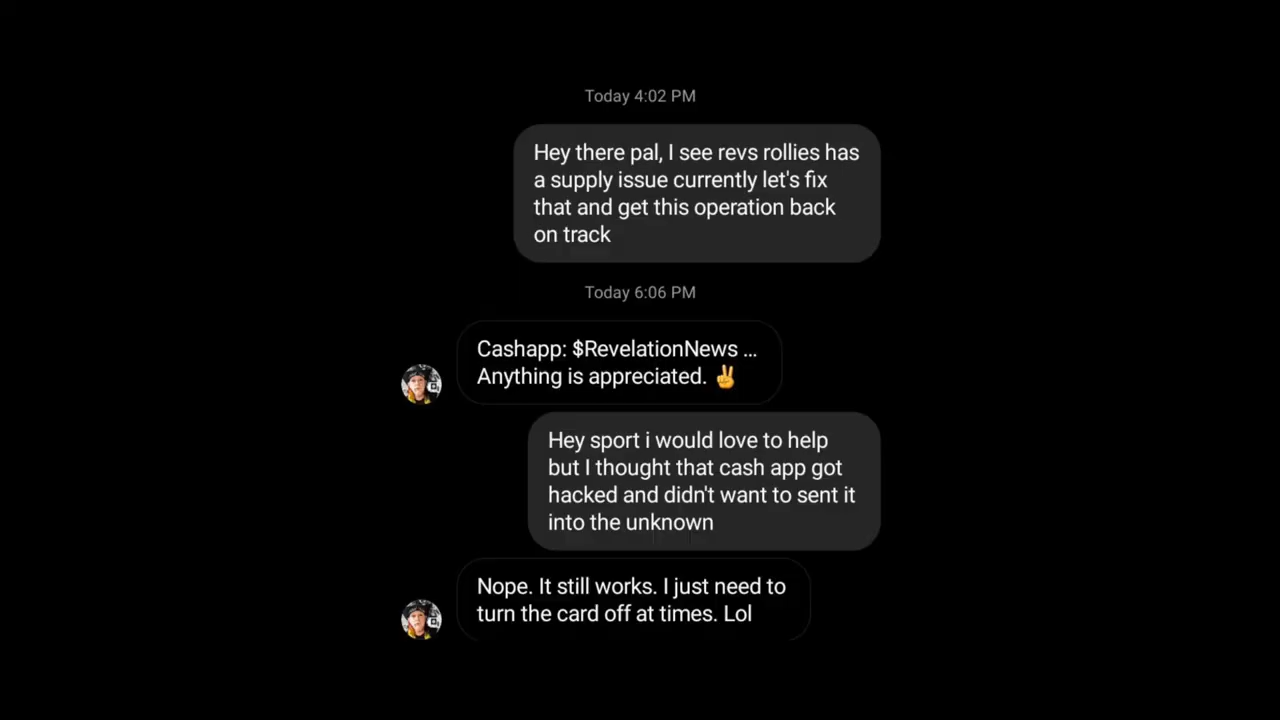 Today 4:02 PM
Hey there pal, I see revs rollies has
a supply issue currently let's fix
that and get this operation back
on track
Today 6:06 PM
Cashapp: $RevelationNews ...
Anything is appreciated. ✌️
Hey sport i would love to help
but I thought that cash app got
hacked and didn't want to sent it
into the unknown
Nope. It still works. I just need to
turn the card off at times. Lol